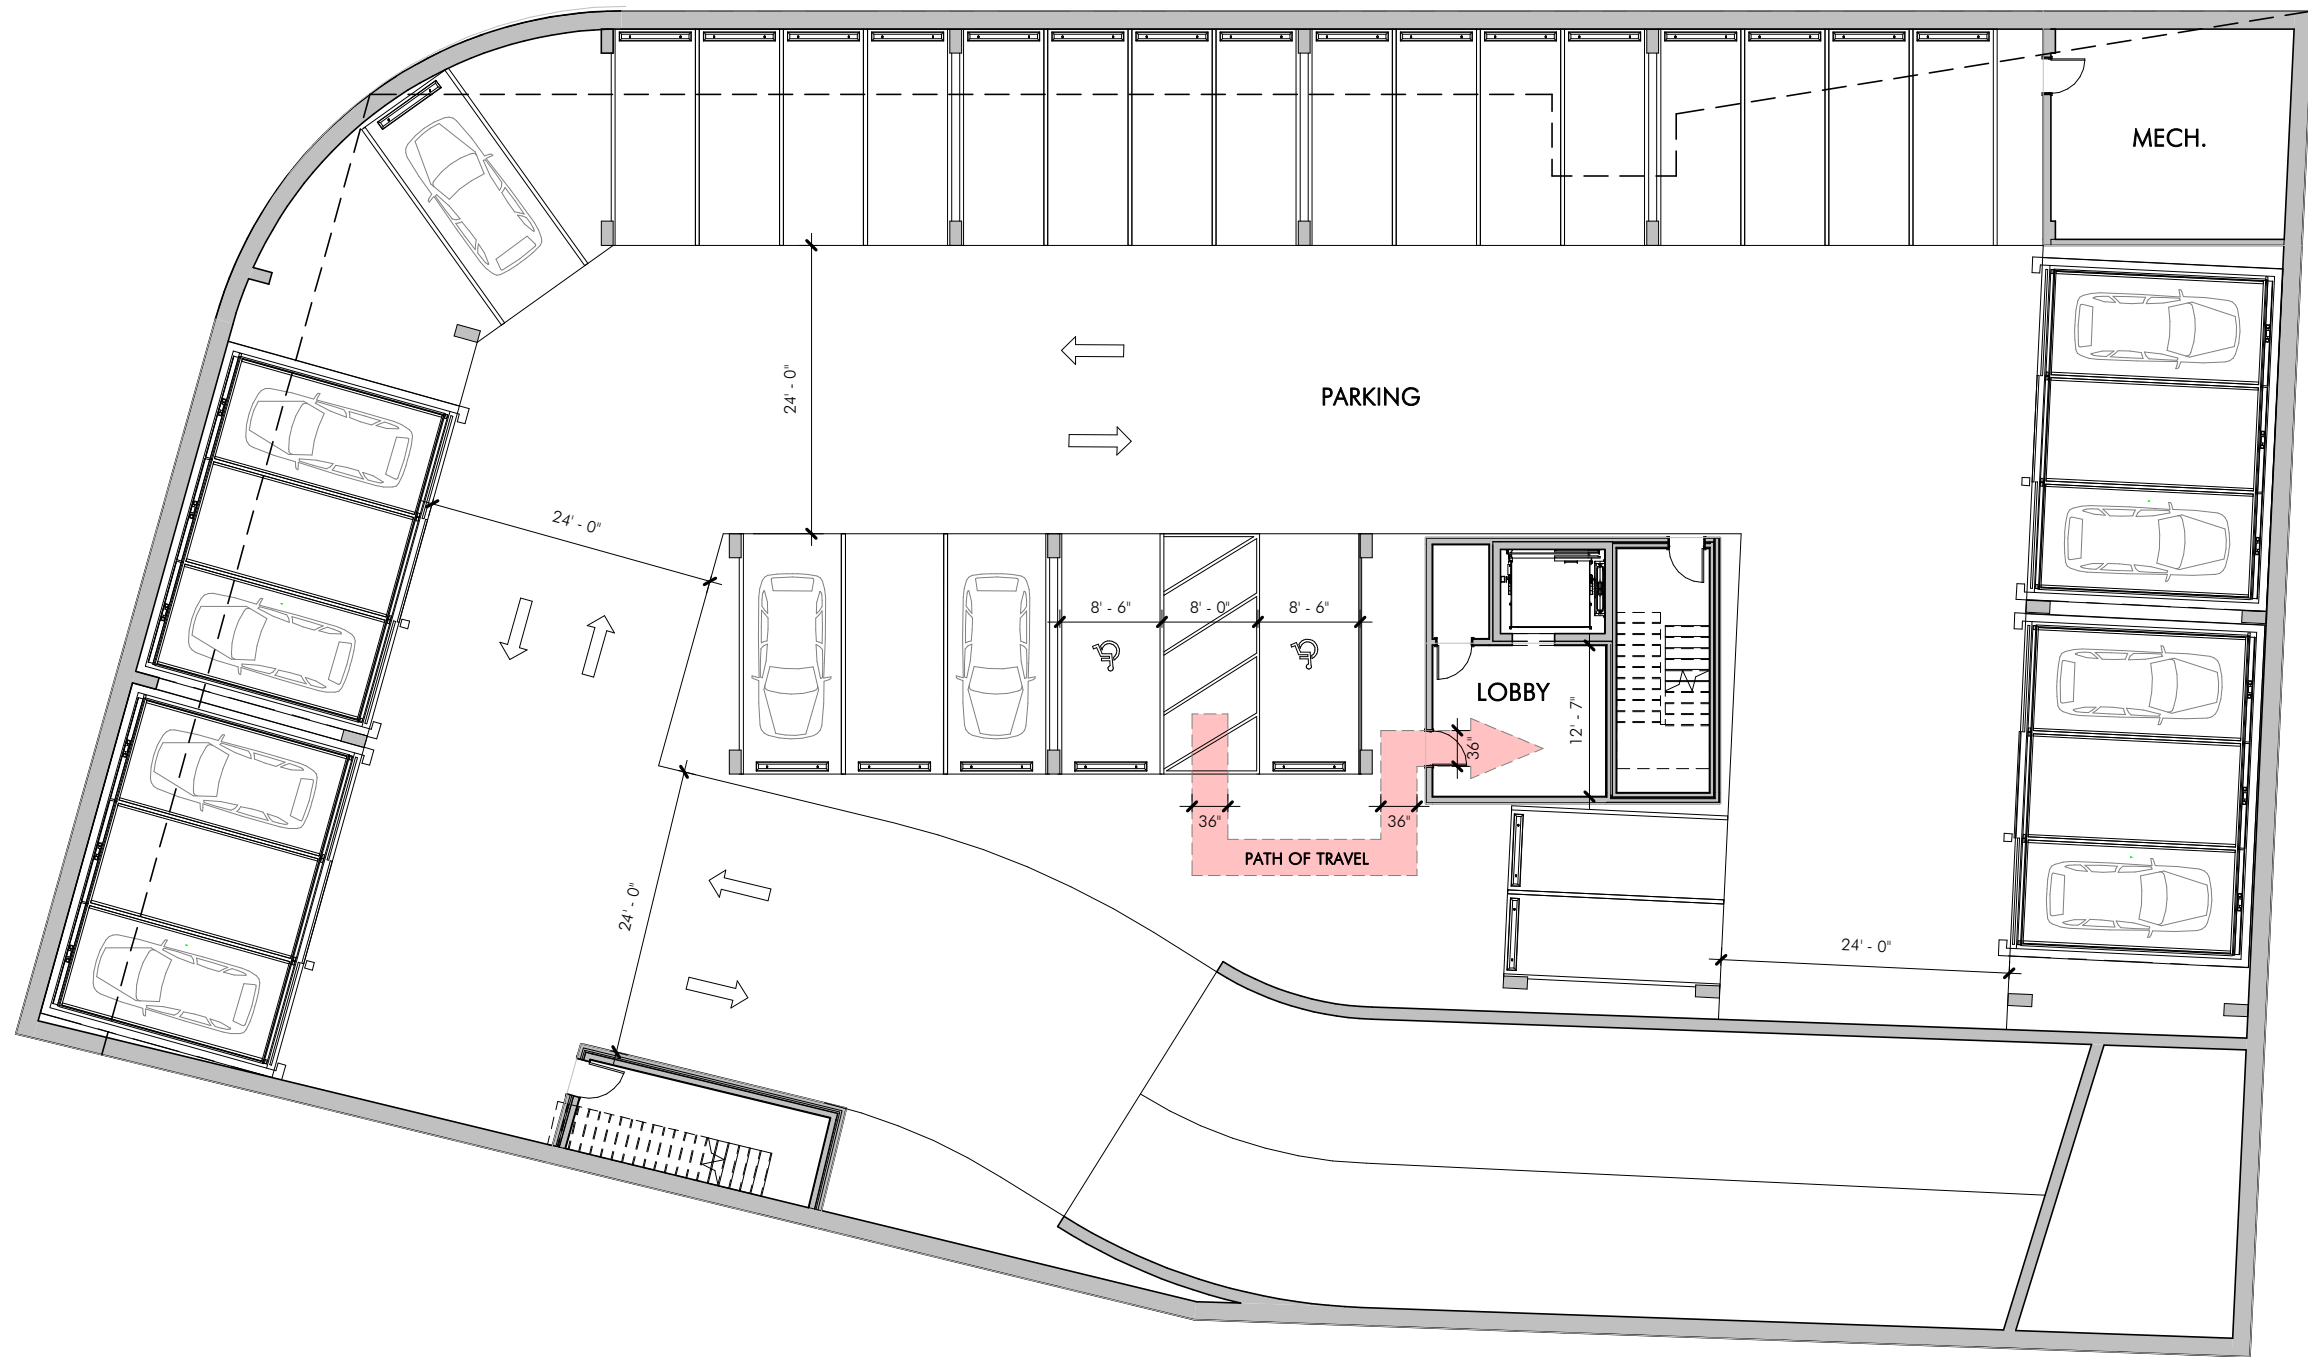 MECH.
24' - 0"
PARKING
24' - 0"
8' - 6"
8' - 0"
8' - 6"
LOBBY
12' - 7"
36"
36"
36"
PATH OF TRAVEL
24' - 0"
24' - 0"